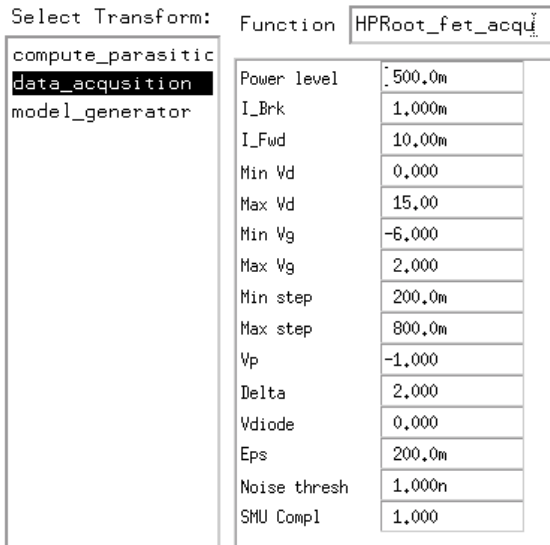 Select Transform:
compute_parasitic
data_acqusition
model_generator
Function HPRoot_fet_acqu
Power level 500.0m
I_Brk 1.000m
I_Fwd 10.00m
Min Vd 0.000
Max Vd 15.00
Min Vg -6.000
Max Vg 2.000
Min step 200.0m
Max step 800.0m
Vp -1.000
Delta 2.000
Vdiode 0.000
Eps 200.0m
Noise thresh 1.000n
SMU Compl 1.000